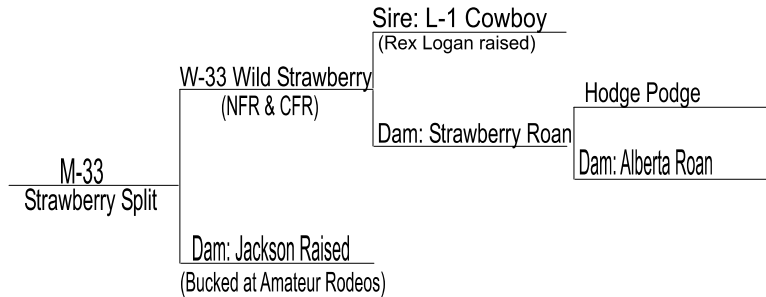 Sire: L-1 Cowboy
(Rex Logan raised)
W-33 Wild Strawberry
(NFR & CFR)
Hodge Podge
Dam: Strawberry Roan
Dam: Alberta Roan
M-33
Strawberry Split
Dam: Jackson Raised
(Bucked at Amateur Rodeos)